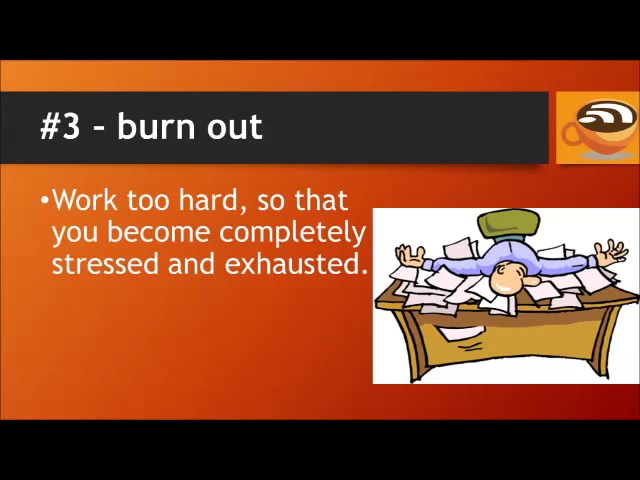 #3 – burn out
•Work too hard, so that
you become completely
stressed and exhausted.